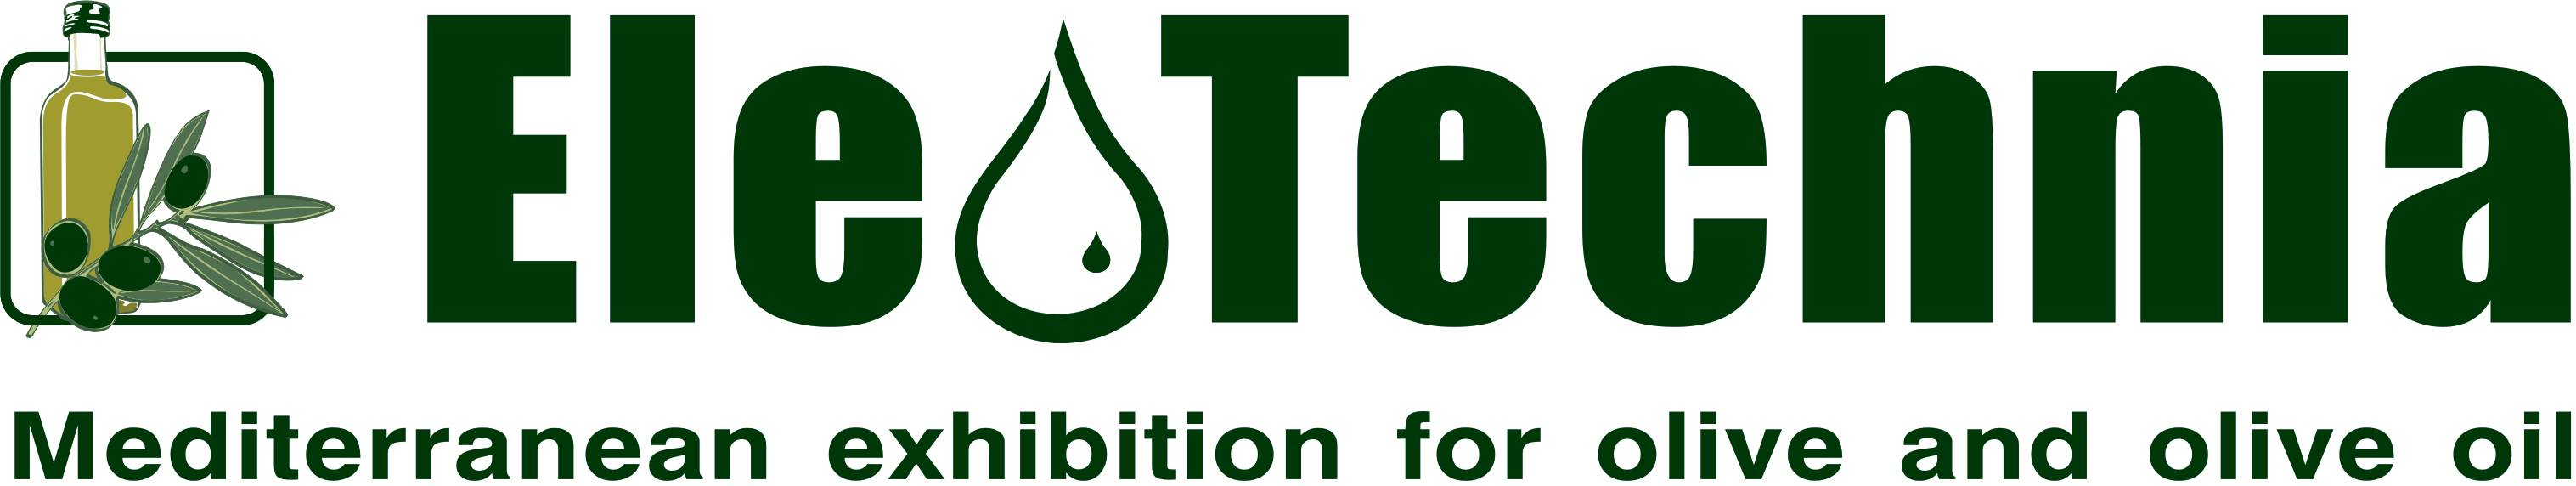 EleoTechnia
Mediterranean exhibition for olive and olive oil